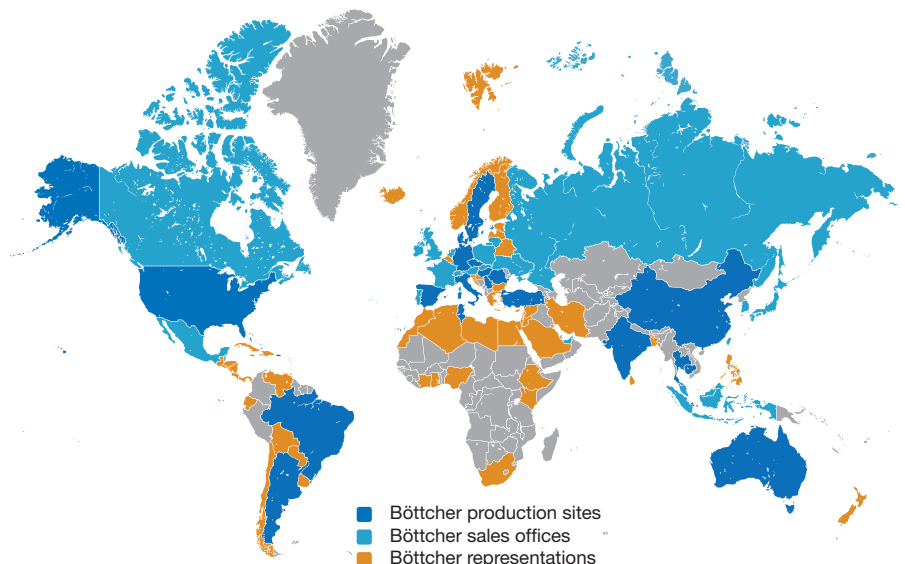 Böttcher production sites
Böttcher sales offices
Böttcher representations